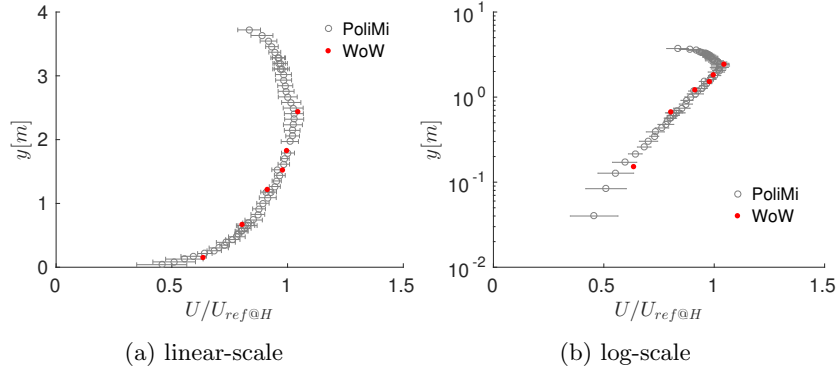 4
3
2
1
0
y[m]
0
0.5
1
1.5
U/U_{ref@H}
PoliMi
WoW
(a) linear-scale
10^1
10^0
10^{-1}
10^{-2}
y[m]
0
0.5
1
1.5
U/U_{ref@H}
PoliMi
WoW
(b) log-scale